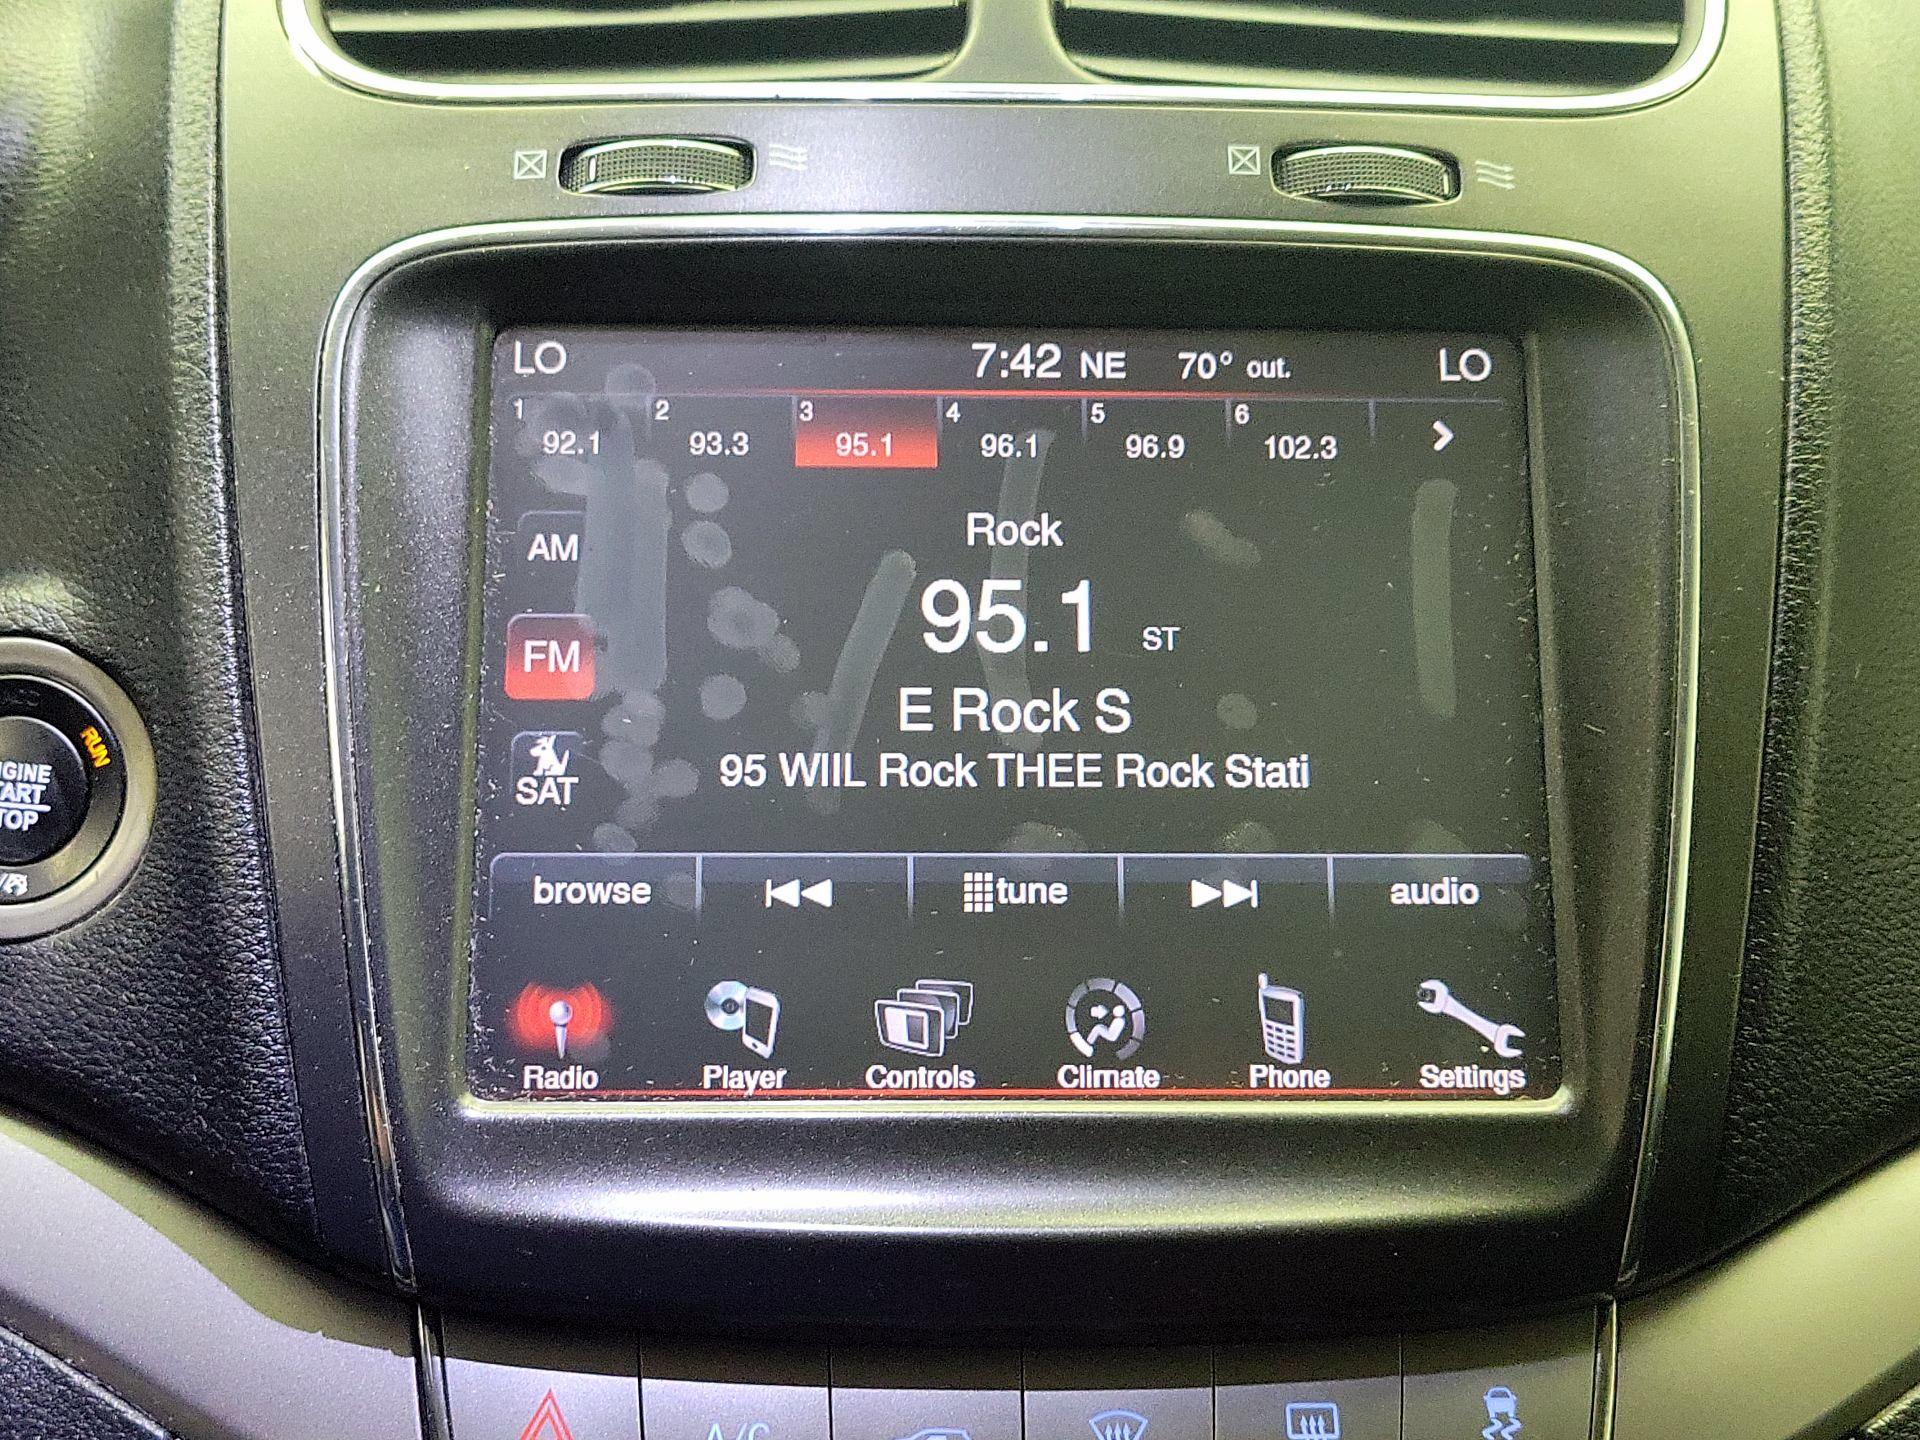 LO 7:42 NE 70° out. LO
1 92.1 2 93.3 3 95.1 4 96.1 5 96.9 6 102.3
AM
Rock
95.1 ST
FM
E Rock S
95 WIIL Rock THEE Rock Stati
SAT
browse tune audio
Radio Player Controls Climate Phone Settings
RUN
A/C